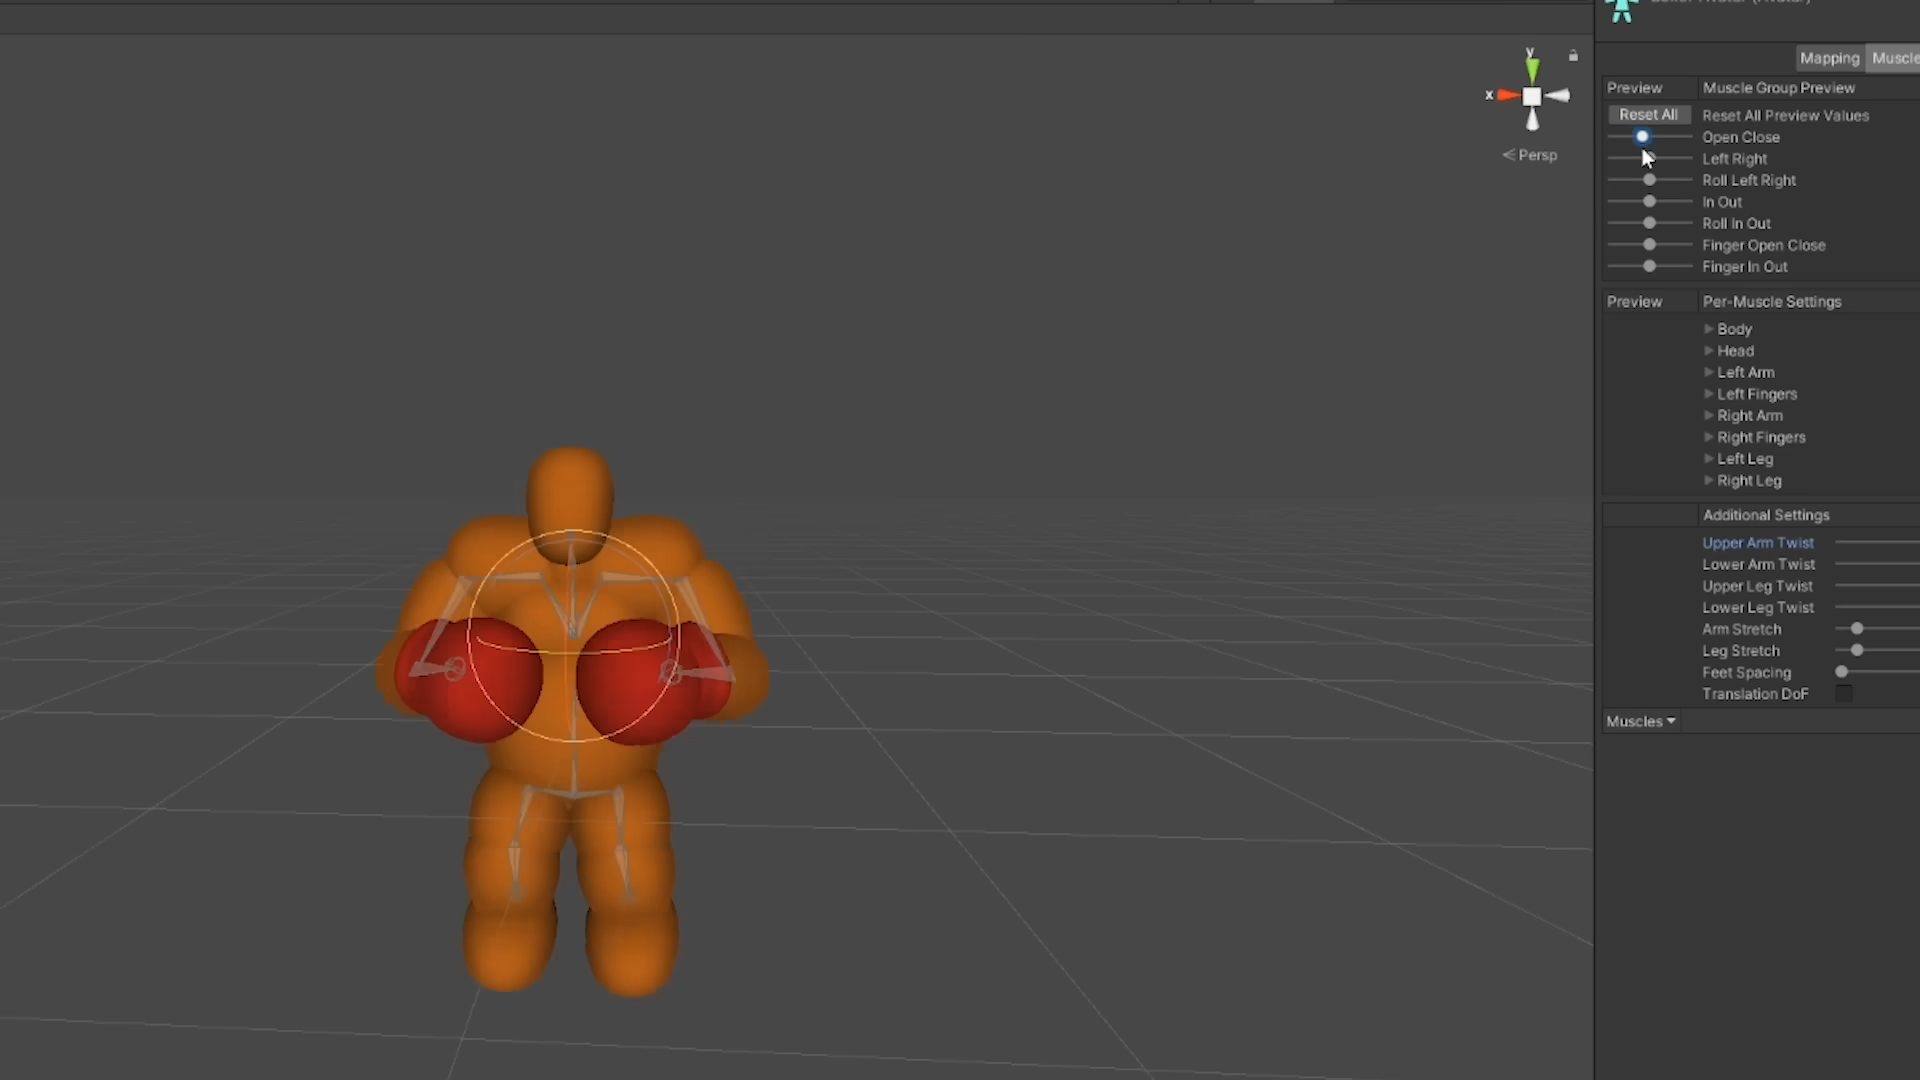 Mapping
Muscle
Preview
Muscle Group Preview
Reset All
Reset All Preview Values
Open Close
Left Right
Roll Left Right
In Out
Roll In Out
Finger Open Close
Finger In Out
Preview
Per-Muscle Settings
Body
Head
Left Arm
Left Fingers
Right Arm
Right Fingers
Left Leg
Right Leg
Additional Settings
Upper Arm Twist
Lower Arm Twist
Upper Leg Twist
Lower Leg Twist
Arm Stretch
Leg Stretch
Feet Spacing
Translation DoF
Muscles
y
x
Persp